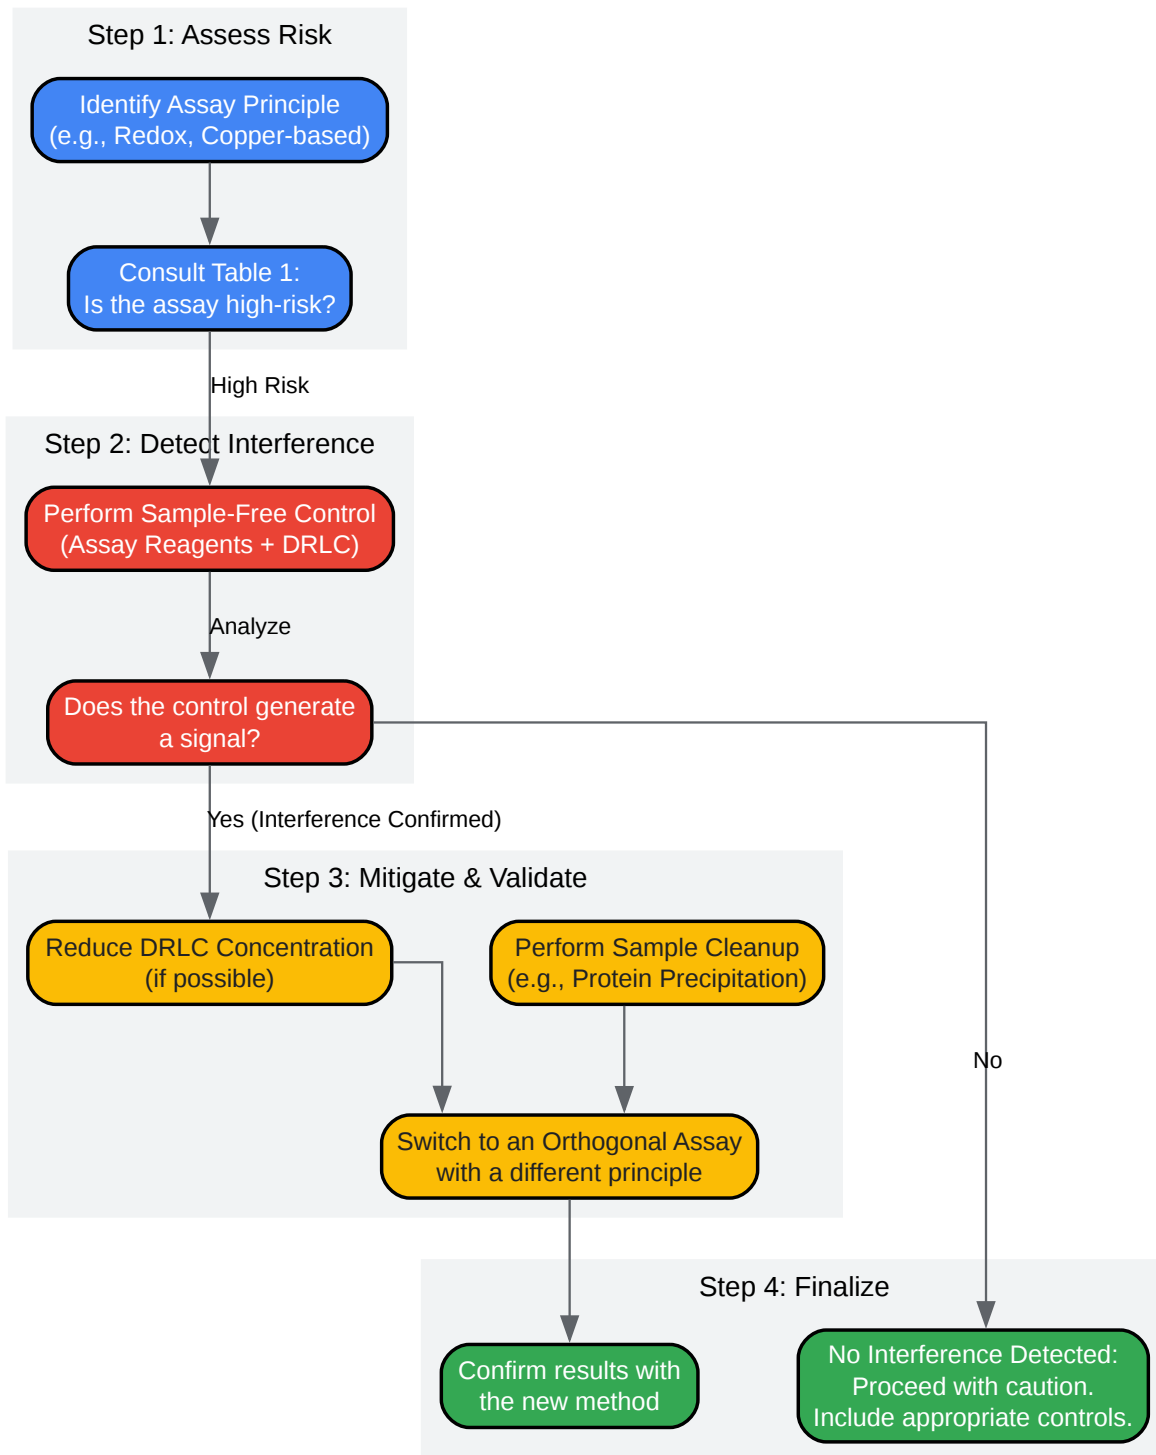 Step 1: Assess Risk
Identify Assay Principle
(e.g., Redox, Copper-based)
Consult Table 1:
Is the assay high-risk?
High Risk
Step 2: Detect Interference
Perform Sample-Free Control
(Assay Reagents + DRLC)
Analyze
Does the control generate
a signal?
Yes (Interference Confirmed)
Step 3: Mitigate & Validate
Reduce DRLC Concentration
(if possible)
Perform Sample Cleanup
(e.g., Protein Precipitation)
No
Switch to an Orthogonal Assay
with a different principle
Step 4: Finalize
Confirm results with
the new method
No Interference Detected:
Proceed with caution.
Include appropriate controls.